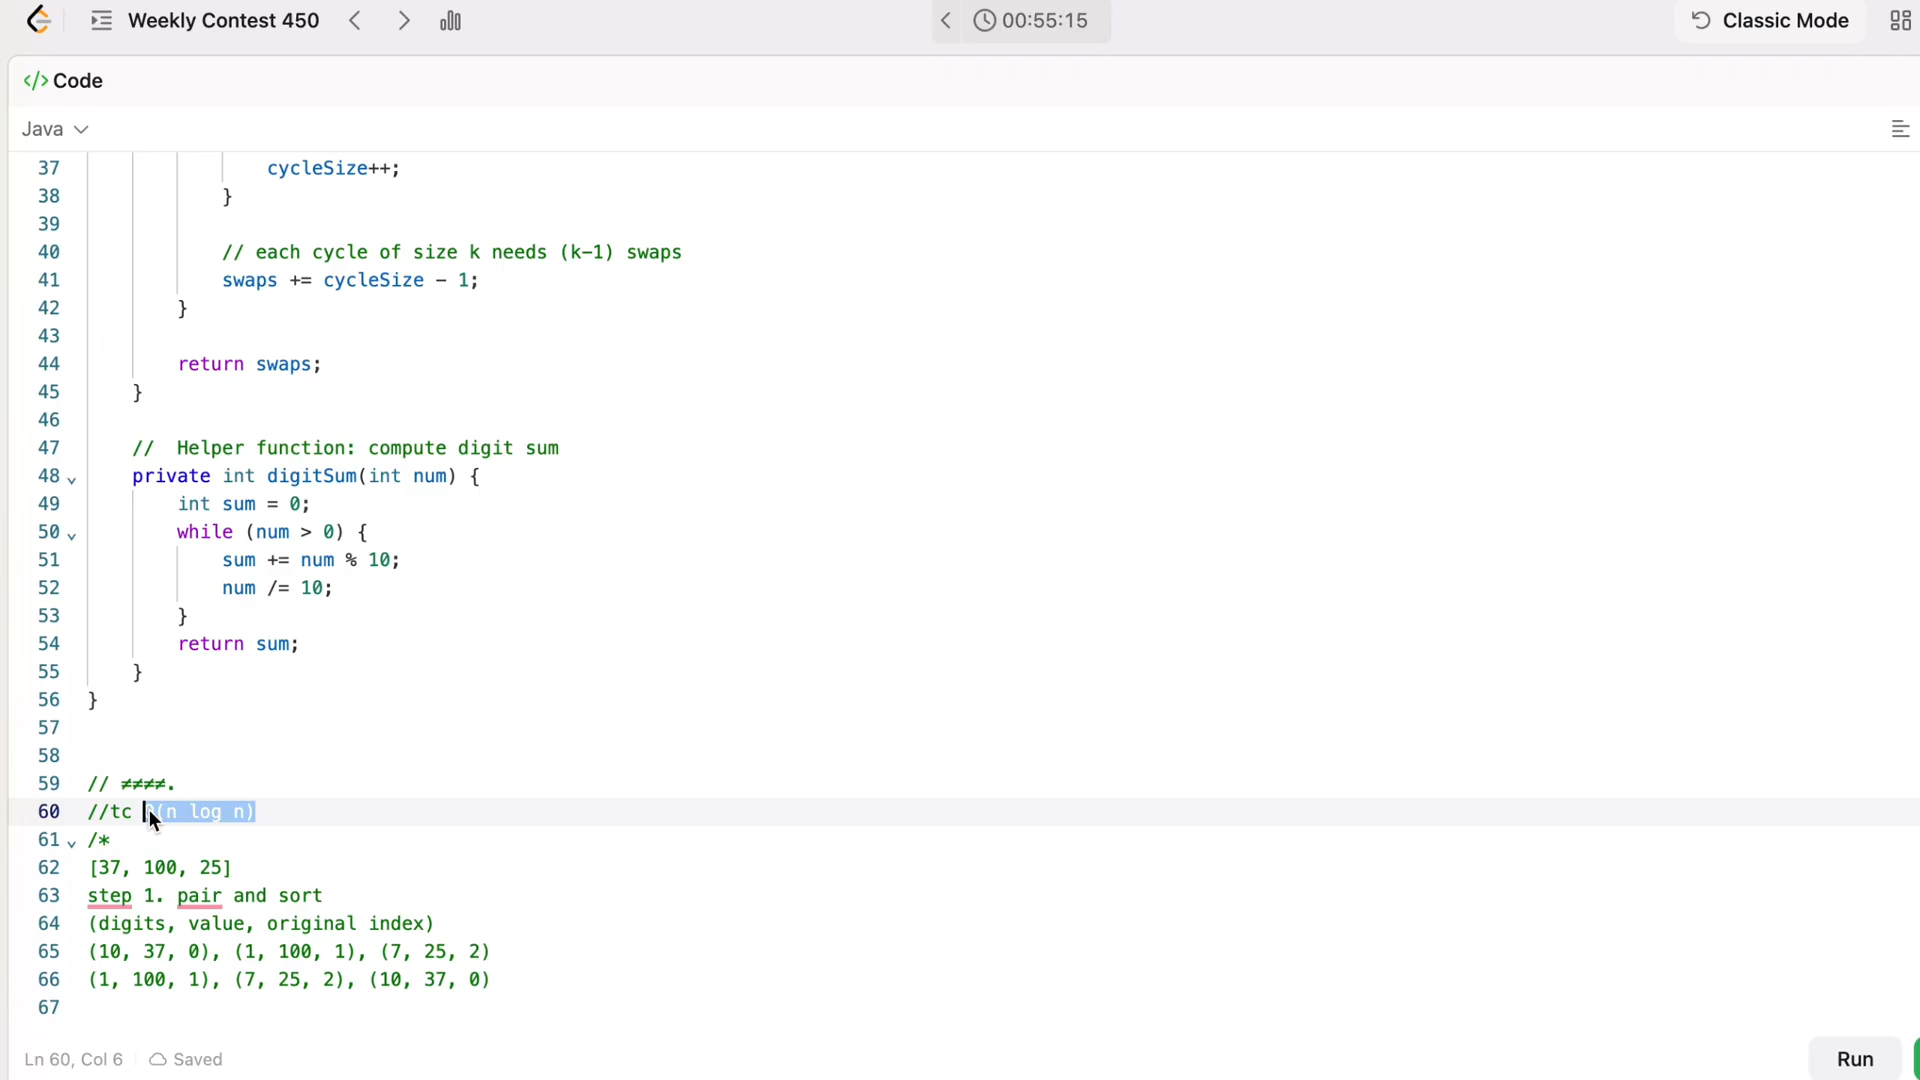 Weekly Contest 450
00:55:15
Classic Mode
</> Code
Java
37 cycleSize++;
38 }
39
40 // each cycle of size k needs (k-1) swaps
41 swaps += cycleSize - 1;
42 }
43
44 return swaps;
45 }
46
47 //  Helper function: compute digit sum
48 private int digitSum(int num) {
49 int sum = 0;
50 while (num > 0) {
51 sum += num % 10;
52 num /= 10;
53 }
54 return sum;
55 }
56 }
57
58
59 // ≠≠≠≠.
60 //tc O(n log n)
61 /*
62 [37, 100, 25]
63 step 1. pair and sort
64 (digits, value, original index)
65 (10, 37, 0), (1, 100, 1), (7, 25, 2)
66 (1, 100, 1), (7, 25, 2), (10, 37, 0)
67
Ln 60, Col 6
Saved
Run